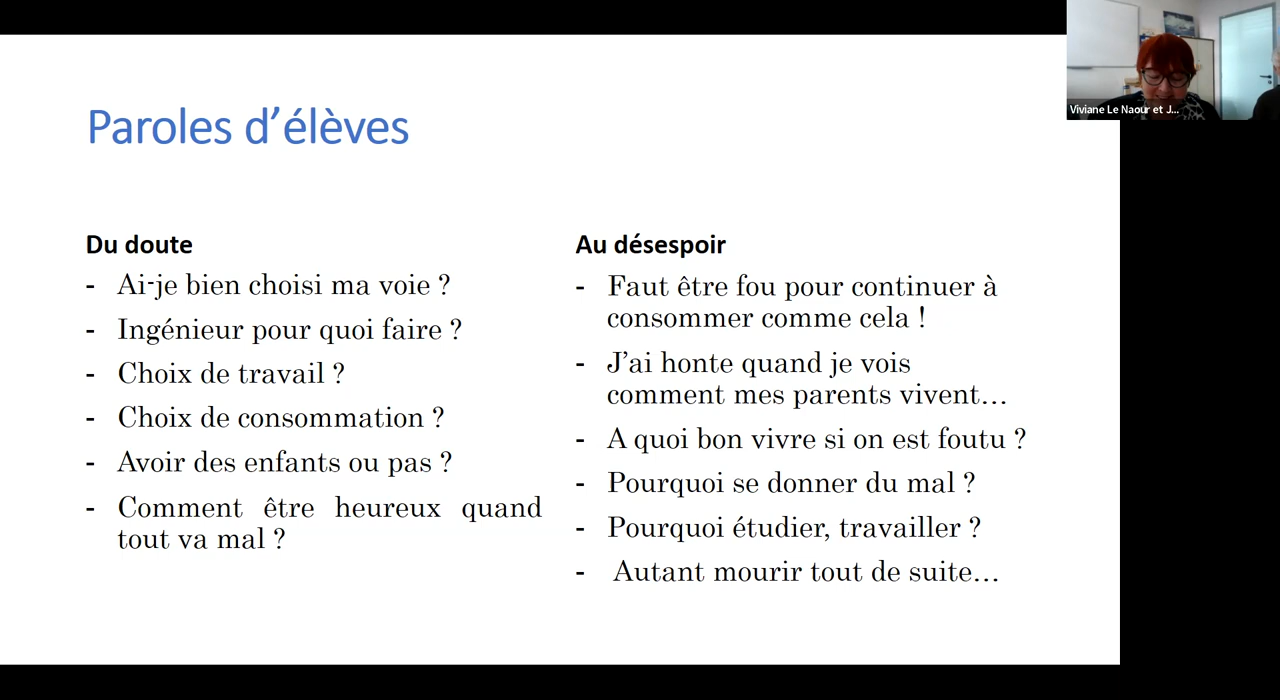 Viviane Le Naour et J...
Paroles d’élèves
Du doute
- Ai-je bien choisi ma voie ?
- Ingénieur pour quoi faire ?
- Choix de travail ?
- Choix de consommation ?
- Avoir des enfants ou pas ?
- Comment être heureux quand
tout va mal ?
Au désespoir
- Faut être fou pour continuer à
consommer comme cela !
- J’ai honte quand je vois
comment mes parents vivent…
- A quoi bon vivre si on est foutu ?
- Pourquoi se donner du mal ?
- Pourquoi étudier, travailler ?
- Autant mourir tout de suite…